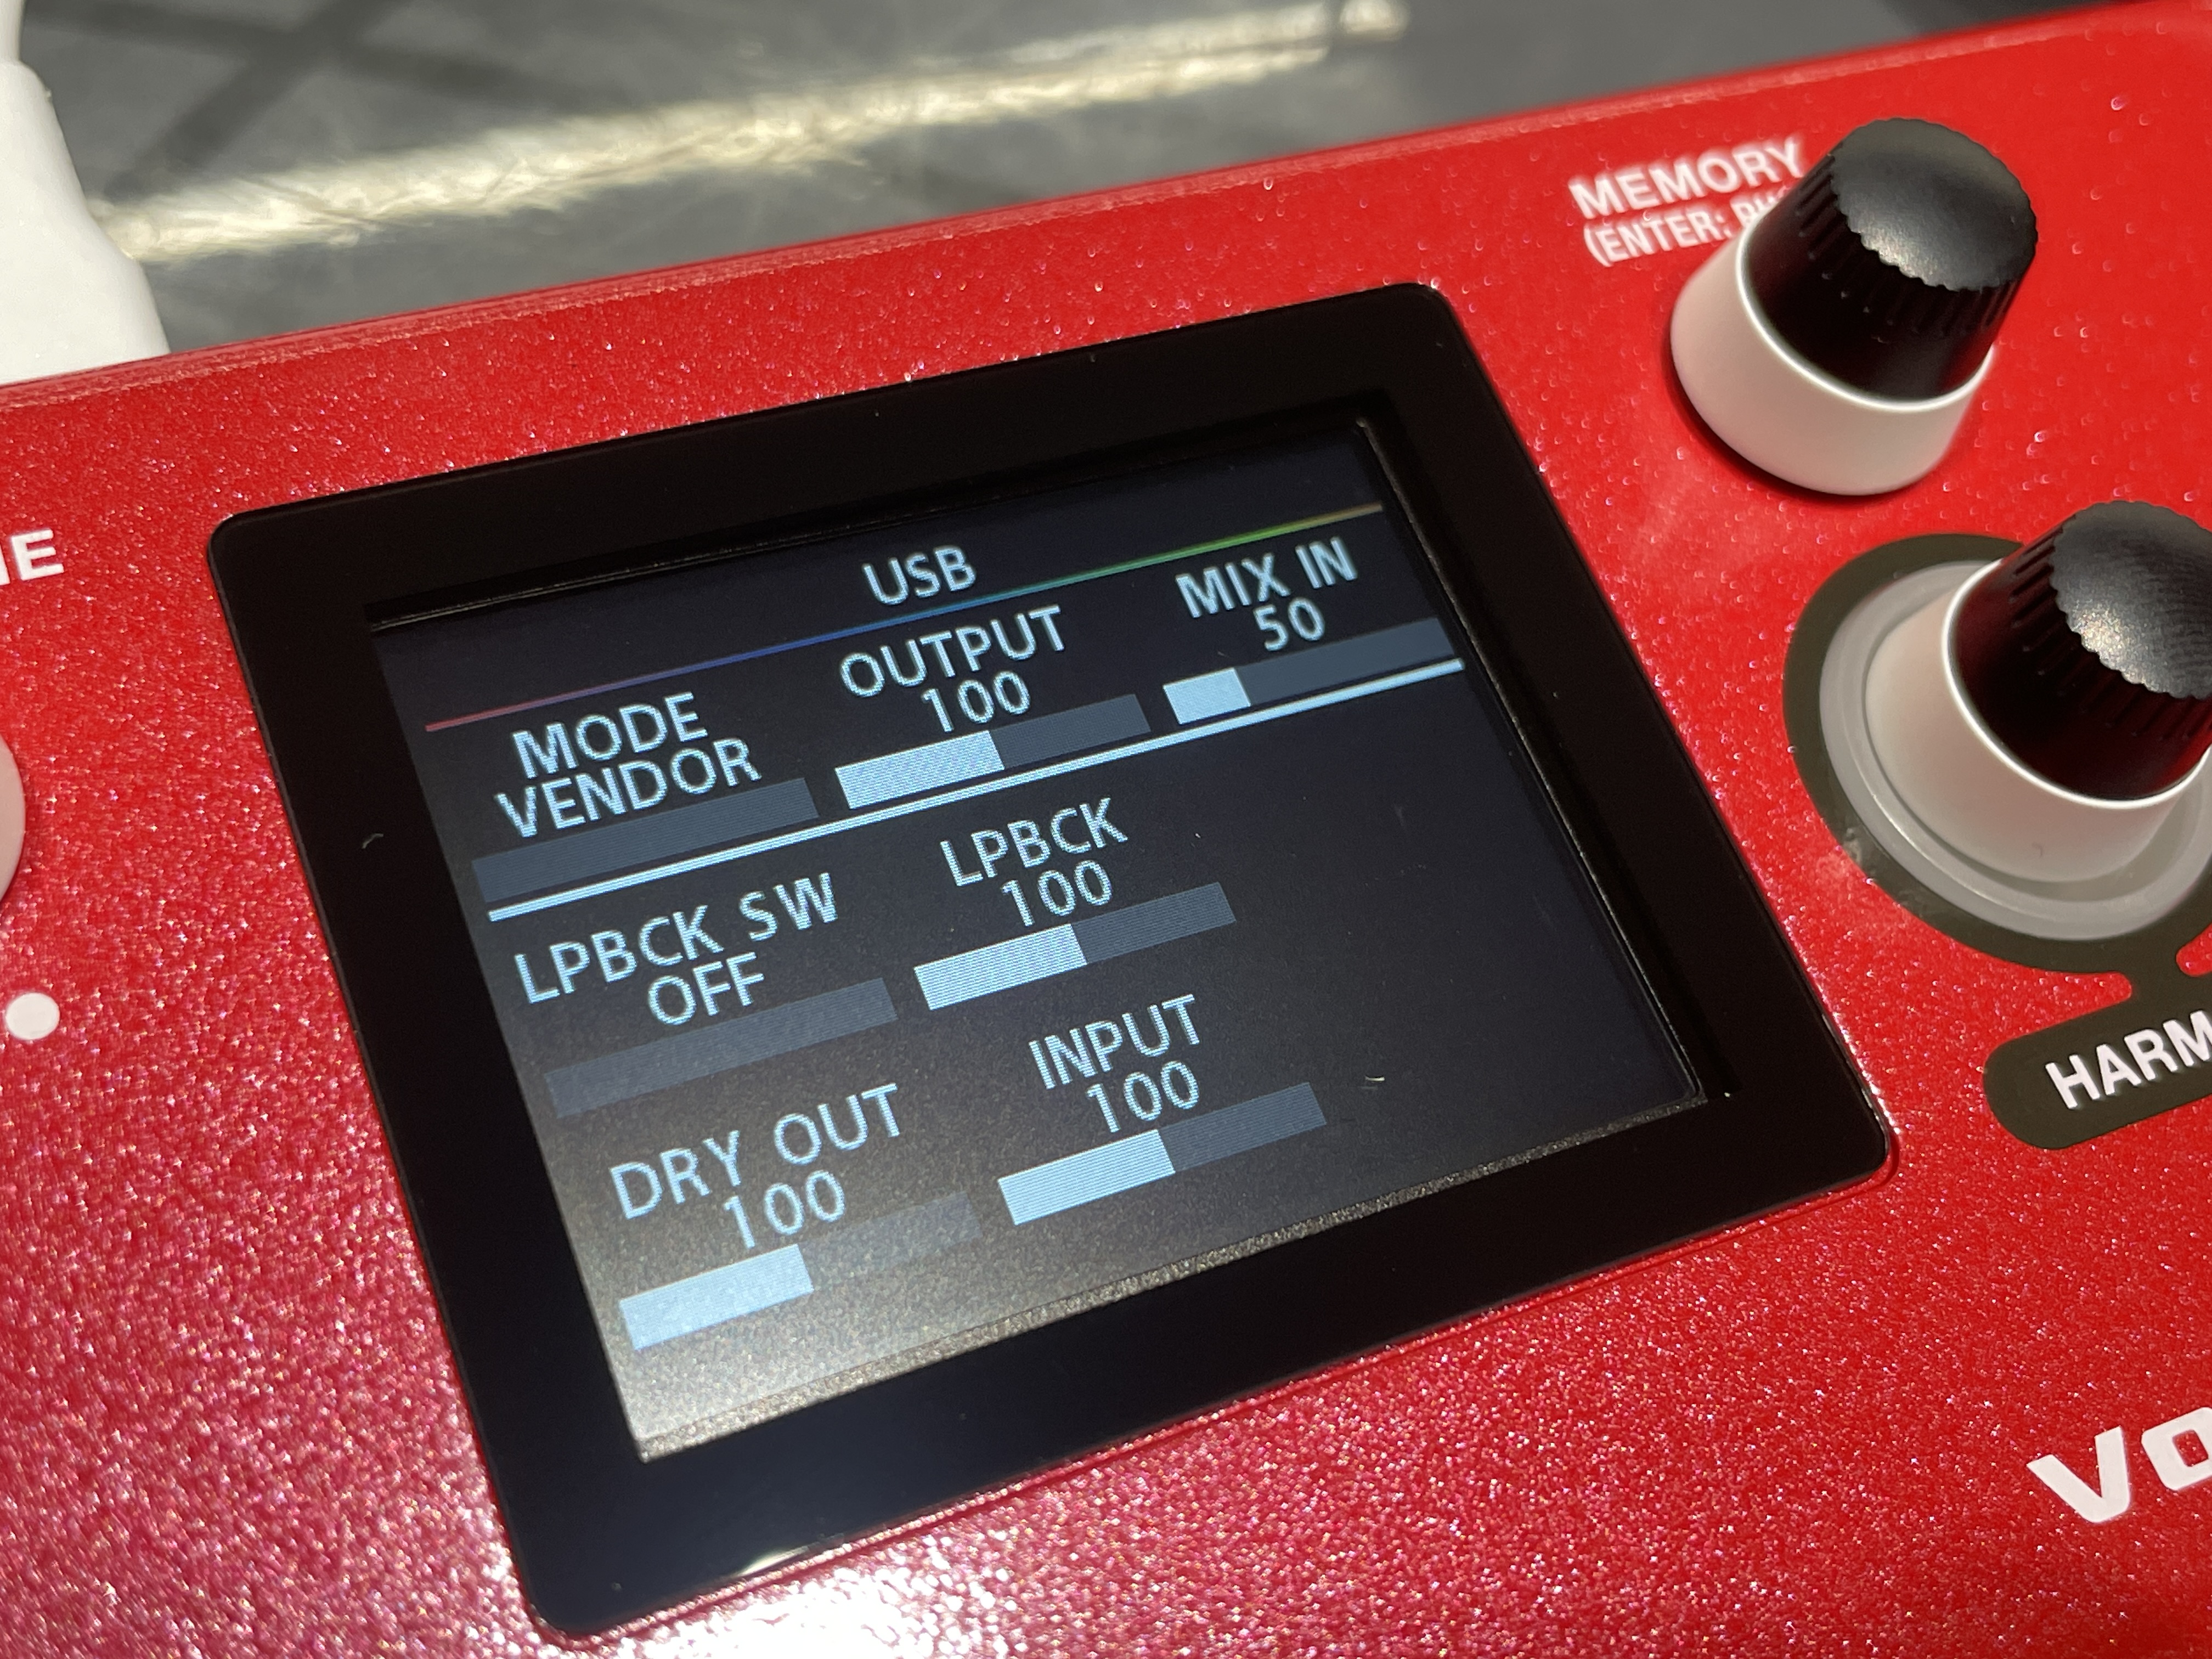 MEMORY
(ENTER:
USB
MODE
VENDOR
OUTPUT
100
MIX IN
50
LPBCK SW
OFF
LPBCK
100
DRY OUT
100
INPUT
100